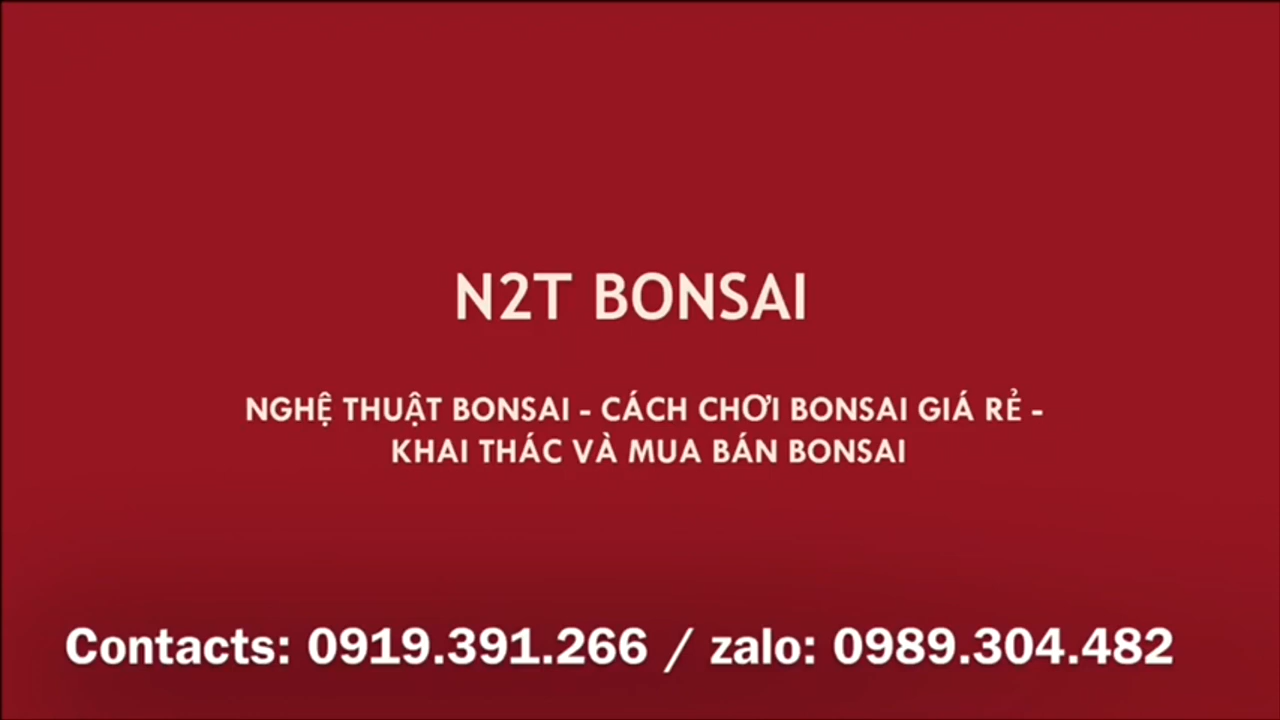 N2T BONSAI
NGHỆ THUẬT BONSAI - CÁCH CHƠI BONSAI GIÁ RẺ -
KHAI THÁC VÀ MUA BÁN BONSAI
Contacts: 0919.391.266 / zalo: 0989.304.482